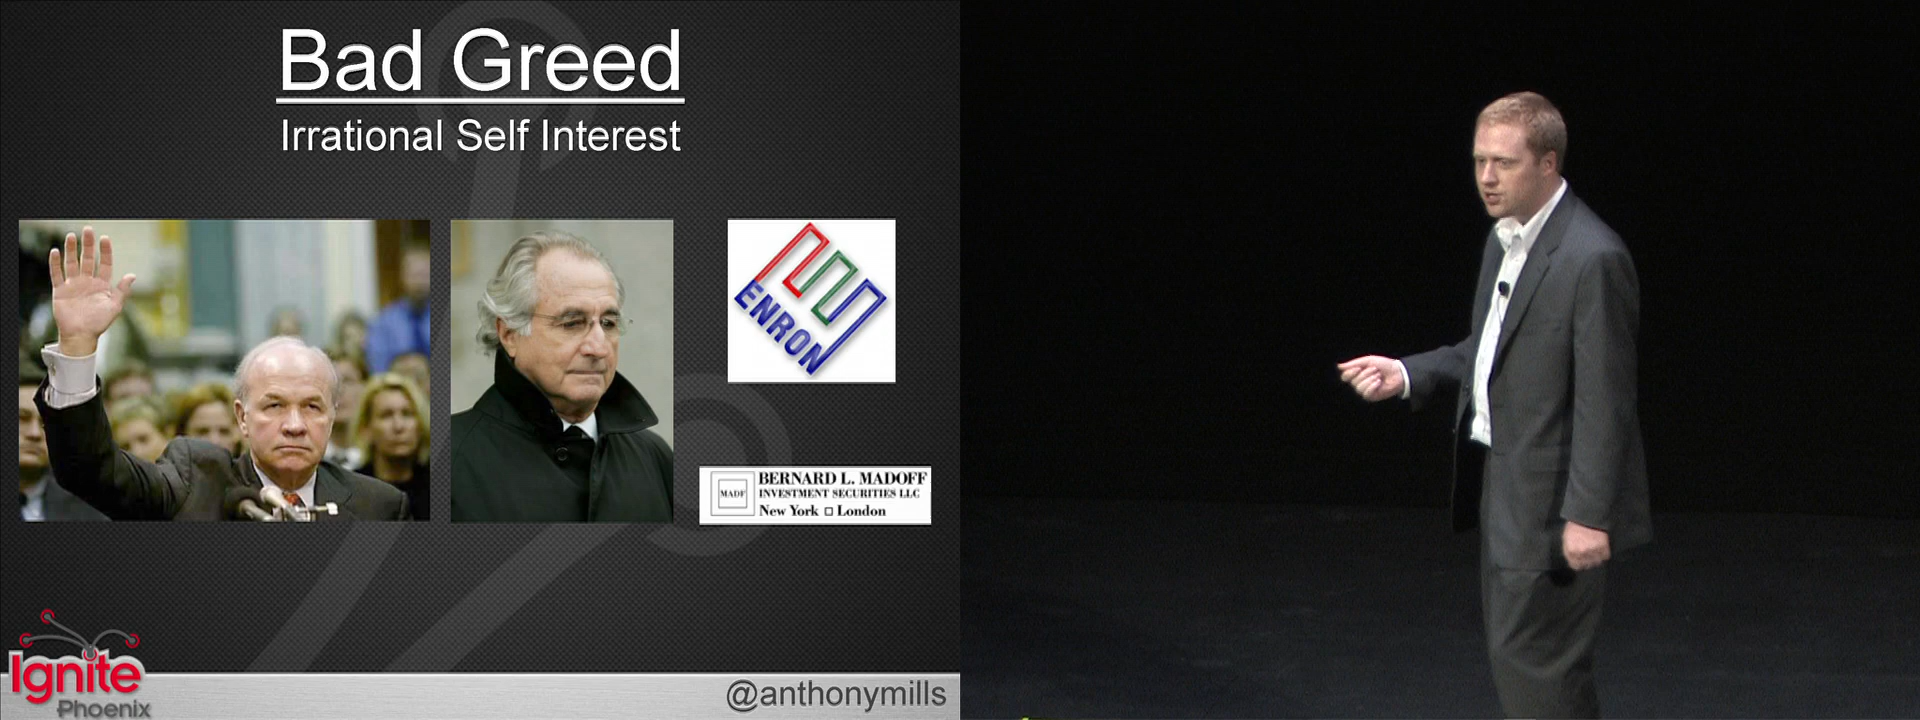 Bad Greed
Irrational Self Interest
ENRON
MADF
BERNARD L. MADOFF
INVESTMENT SECURITIES LLC
New York □ London
Ignite
Phoenix
@anthonymills